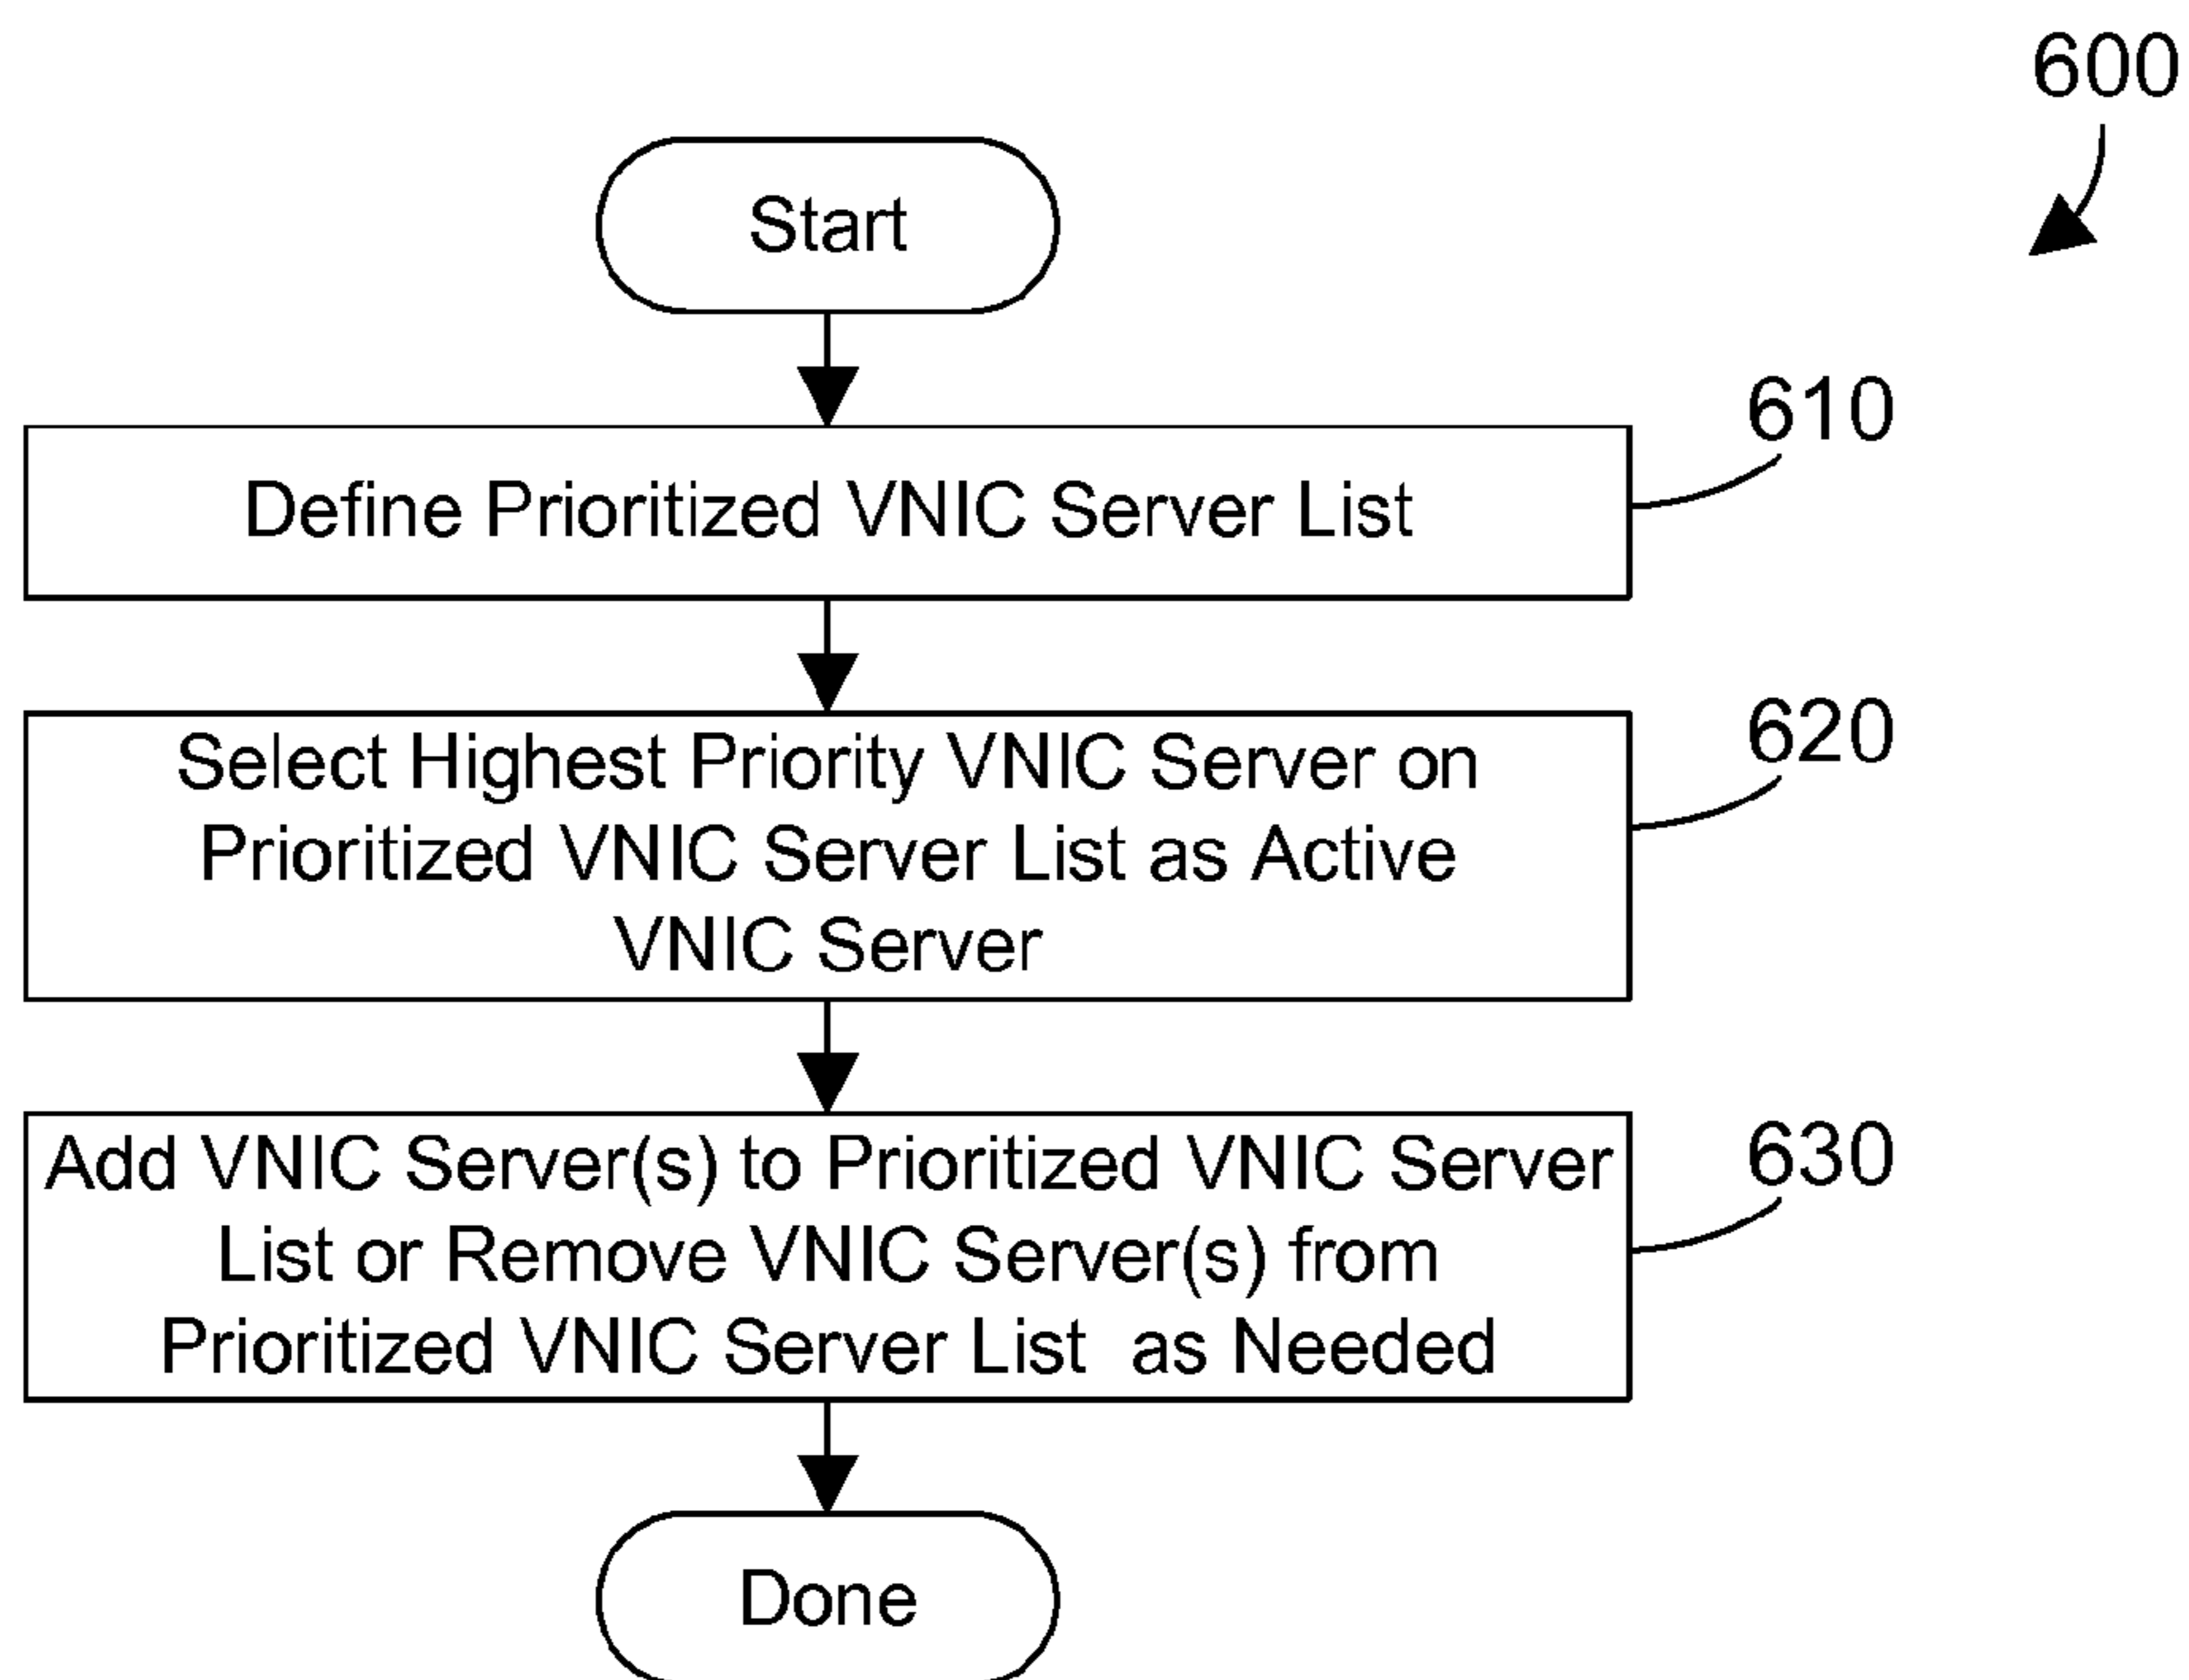 600
Start
610
Define Prioritized VNIC Server List
620
Select Highest Priority VNIC Server on
Prioritized VNIC Server List as Active
VNIC Server
630
Add VNIC Server(s) to Prioritized VNIC Server
List or Remove VNIC Server(s) from
Prioritized VNIC Server List as Needed
Done